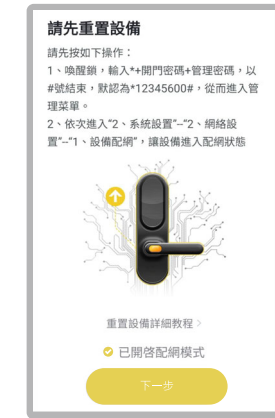 請先重置設備
請先按如下操作：
1、喚醒鎖，輸入*+開門密碼+管理密碼，以
#號結束，默認為*12345600#，從而進入管
理菜單。
2、依次進入“2、系統設置“--“2、網絡設
置“--“1、設備配網“，讓設備進入配網狀態
重置設備詳細教程 >
已開啓配網模式
下一步